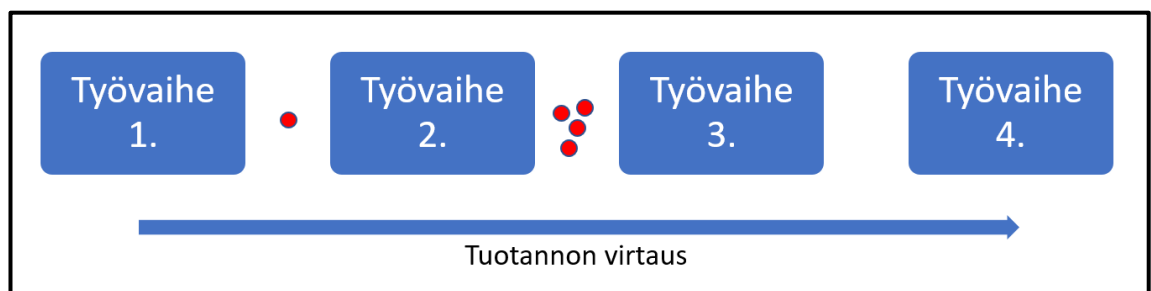 Työvaihe
1.
Työvaihe
2.
Työvaihe
3.
Työvaihe
4.
Tuotannon virtaus